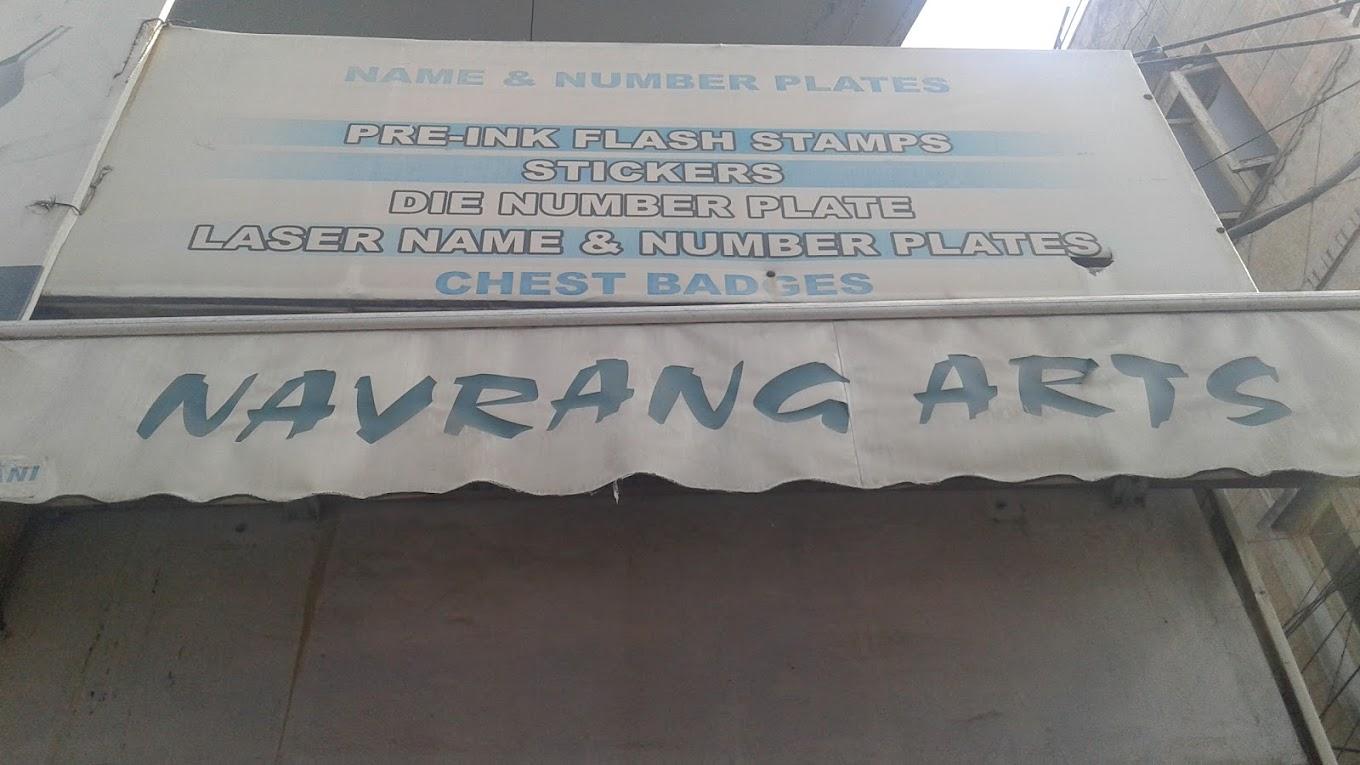 NAME & NUMBER PLATES
PRE-INK FLASH STAMPS
STICKERS
DIE NUMBER PLATE
LASER NAME & NUMBER PLATES
CHEST BADGES
NAVRANG ARTS